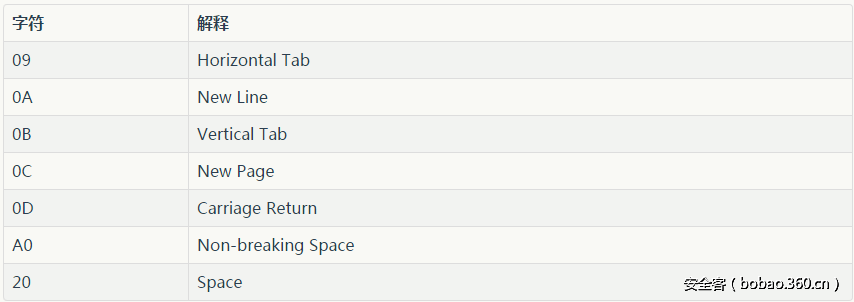 字符 解释
09 Horizontal Tab
0A New Line
0B Vertical Tab
0C New Page
0D Carriage Return
A0 Non-breaking Space
20 Space
安全客（bobao.360.cn）